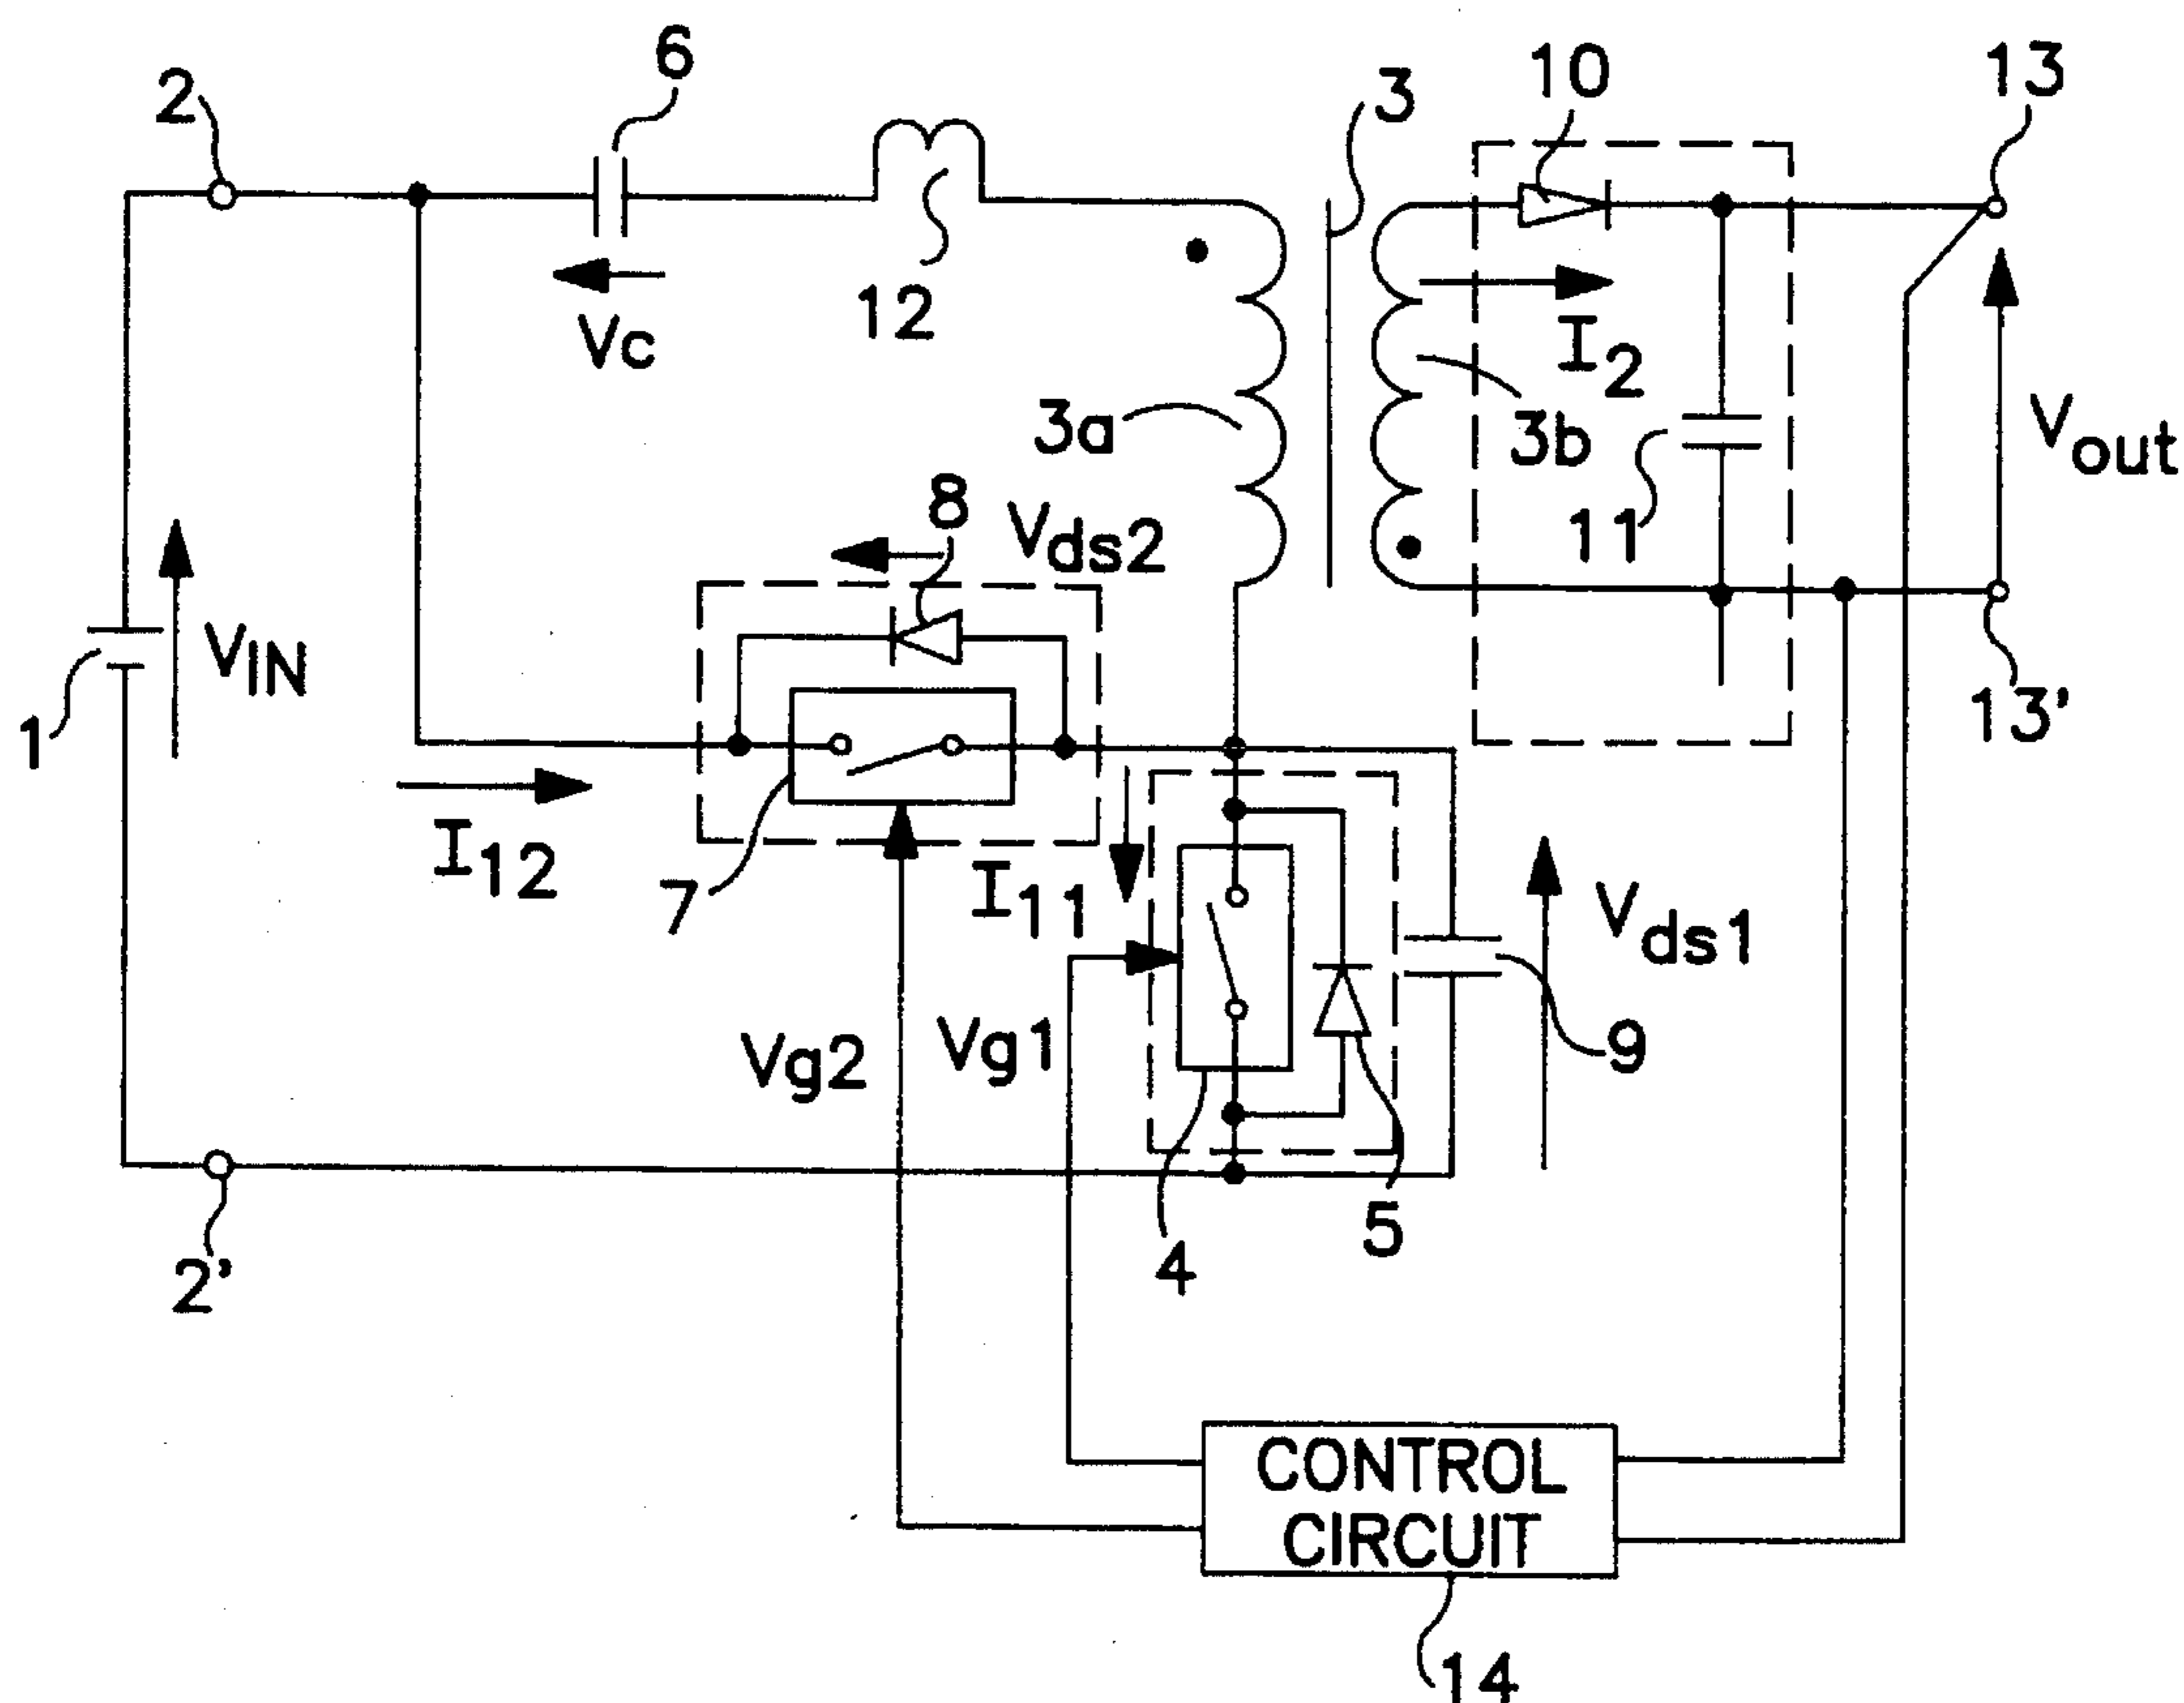 2
6
3
10
13
Vc
12
I2
3a
3b
Vout
8
Vds2
11
VIN
1
13'
I12
7
I11
Vds1
Vg2
Vg1
9
2'
4
5
CONTROL
CIRCUIT
14